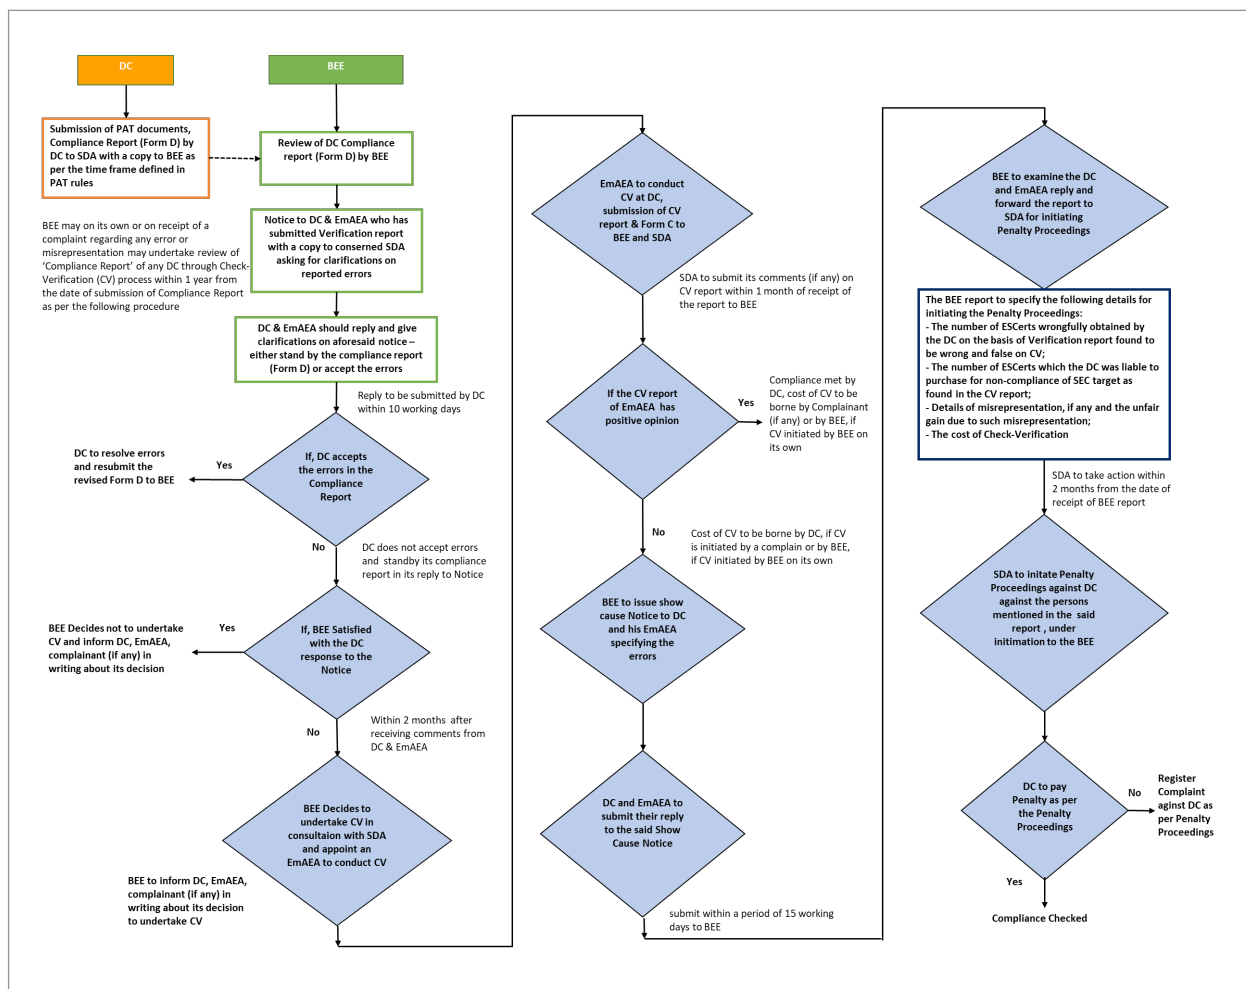 DC
BEE
Submission of PAT documents,
Compliance Report (Form D) by
DC to SDA with a copy to BEE as
per the time frame defined in
PAT rules
Review of DC Compliance
report (Form D) by BEE
BEE may on its own or on receipt of a
complaint regarding any error or
misrepresentation may undertake review of
‘Compliance Report’ of any DC through Check-
Verification (CV) process within 1 year from
the date of submission of Compliance Report
as per the following procedure
Notice to DC & EmAEA who has
submitted Verification report
with a copy to conserned SDA
asking for clarifications on
reported errors
DC & EmAEA should reply and give
clarifications on aforesaid notice –
either stand by the compliance report
(Form D) or accept the errors
Reply to be submitted by DC
within 10 working days
If, DC accepts
the errors in the
Compliance
Report
Yes
DC to resolve errors
and resubmit the
revised Form D to BEE
No
DC does not accept errors
and standby its compliance
report in its reply to Notice
If, BEE Satisfied
with the DC
response to the
Notice
Yes
BEE Decides not to undertake
CV and inform DC, EmAEA,
complainant (if any) in
writing about its decision
No
Within 2 months after
receiving comments from
DC & EmAEA
BEE Decides to
undertake CV in
consultaion with SDA
and appoint an
EmAEA to conduct CV
BEE to inform DC, EmAEA,
complainant (if any) in
writing about its decision
to undertake CV
EmAEA to conduct
CV at DC,
submission of CV
report & Form C to
BEE and SDA
SDA to submit its comments (if any) on
CV report within 1 month of receipt of
the report to BEE
If the CV report
of EmAEA has
positive opinion
Yes
Compliance met by
DC, cost of CV to be
borne by Complainant
(if any) or by BEE, if
CV initiated by BEE on
its own
No
Cost of CV to be borne by DC, if CV
is initiated by a complain or by BEE,
if CV initiated by BEE on its own
BEE to issue show
cause Notice to DC
and his EmAEA
specifying the
errors
DC and EmAEA to
submit their reply
to the said Show
Cause Notice
submit within a period of 15 working
days to BEE
BEE to examine the DC
and EmAEA reply and
forward the report to
SDA for initiating
Penalty Proceedings
The BEE report to specify the following details for
initiating the Penalty Proceedings:
- The number of ESCerts wrongfully obtained by
the DC on the basis of Verification report found to
be wrong and false on CV;
- The number of ESCerts which the DC was liable to
purchase for non-compliance of SEC target as
found in the CV report;
- Details of misrepresentation, if any and the unfair
gain due to such misrepresentation;
- The cost of Check-Verification
SDA to take action within
2 months from the date of
receipt of BEE report
SDA to initate Penalty
Proceedings against DC
against the persons
mentioned in the said
report , under
initimation to the BEE
DC to pay
Penalty as per
the Penalty
Proceedings
No
Register
Complaint
aginst DC as
per Penalty
Proceedings
Yes
Compliance Checked